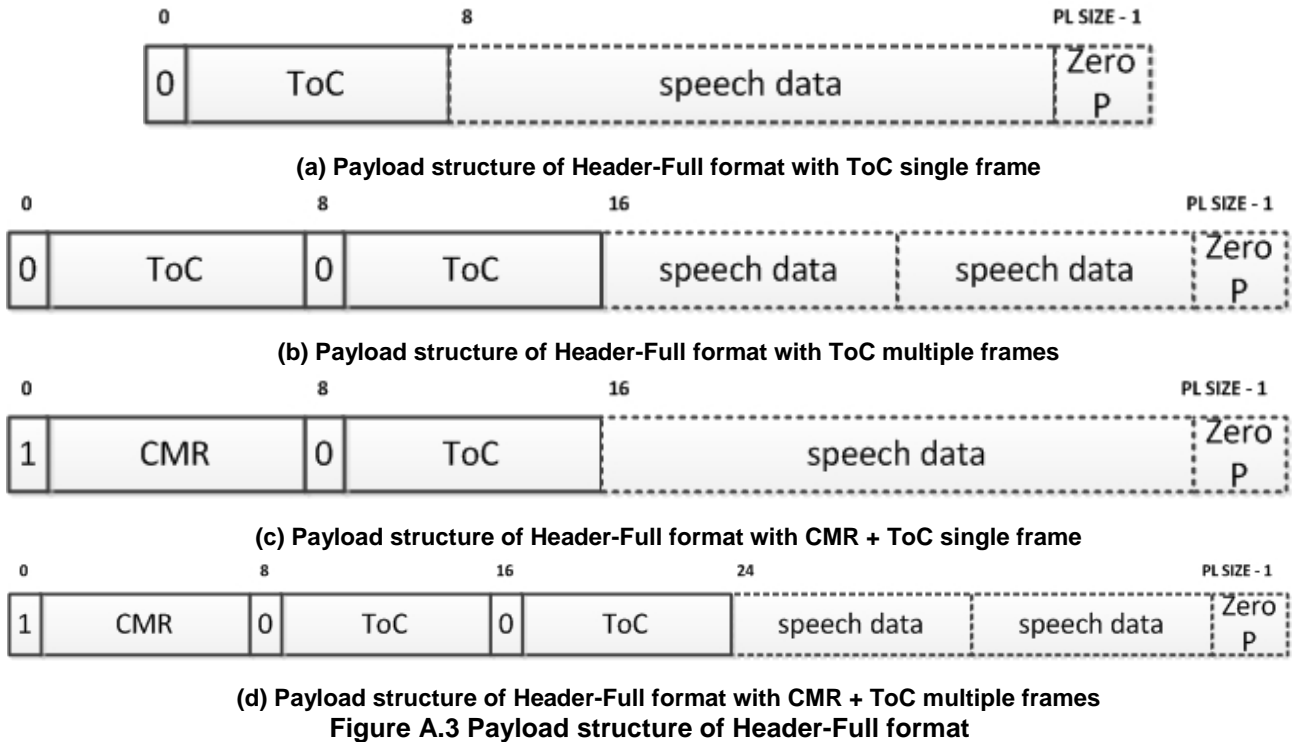 0 8 PL SIZE - 1
0 ToC speech data Zero P
(a) Payload structure of Header-Full format with ToC single frame
0 8 16 PL SIZE - 1
0 ToC 0 ToC speech data speech data Zero P
(b) Payload structure of Header-Full format with ToC multiple frames
0 8 16 PL SIZE - 1
1 CMR 0 ToC speech data Zero P
(c) Payload structure of Header-Full format with CMR + ToC single frame
0 8 16 24 PL SIZE - 1
1 CMR 0 ToC 0 ToC speech data speech data Zero P
(d) Payload structure of Header-Full format with CMR + ToC multiple frames
Figure A.3 Payload structure of Header-Full format